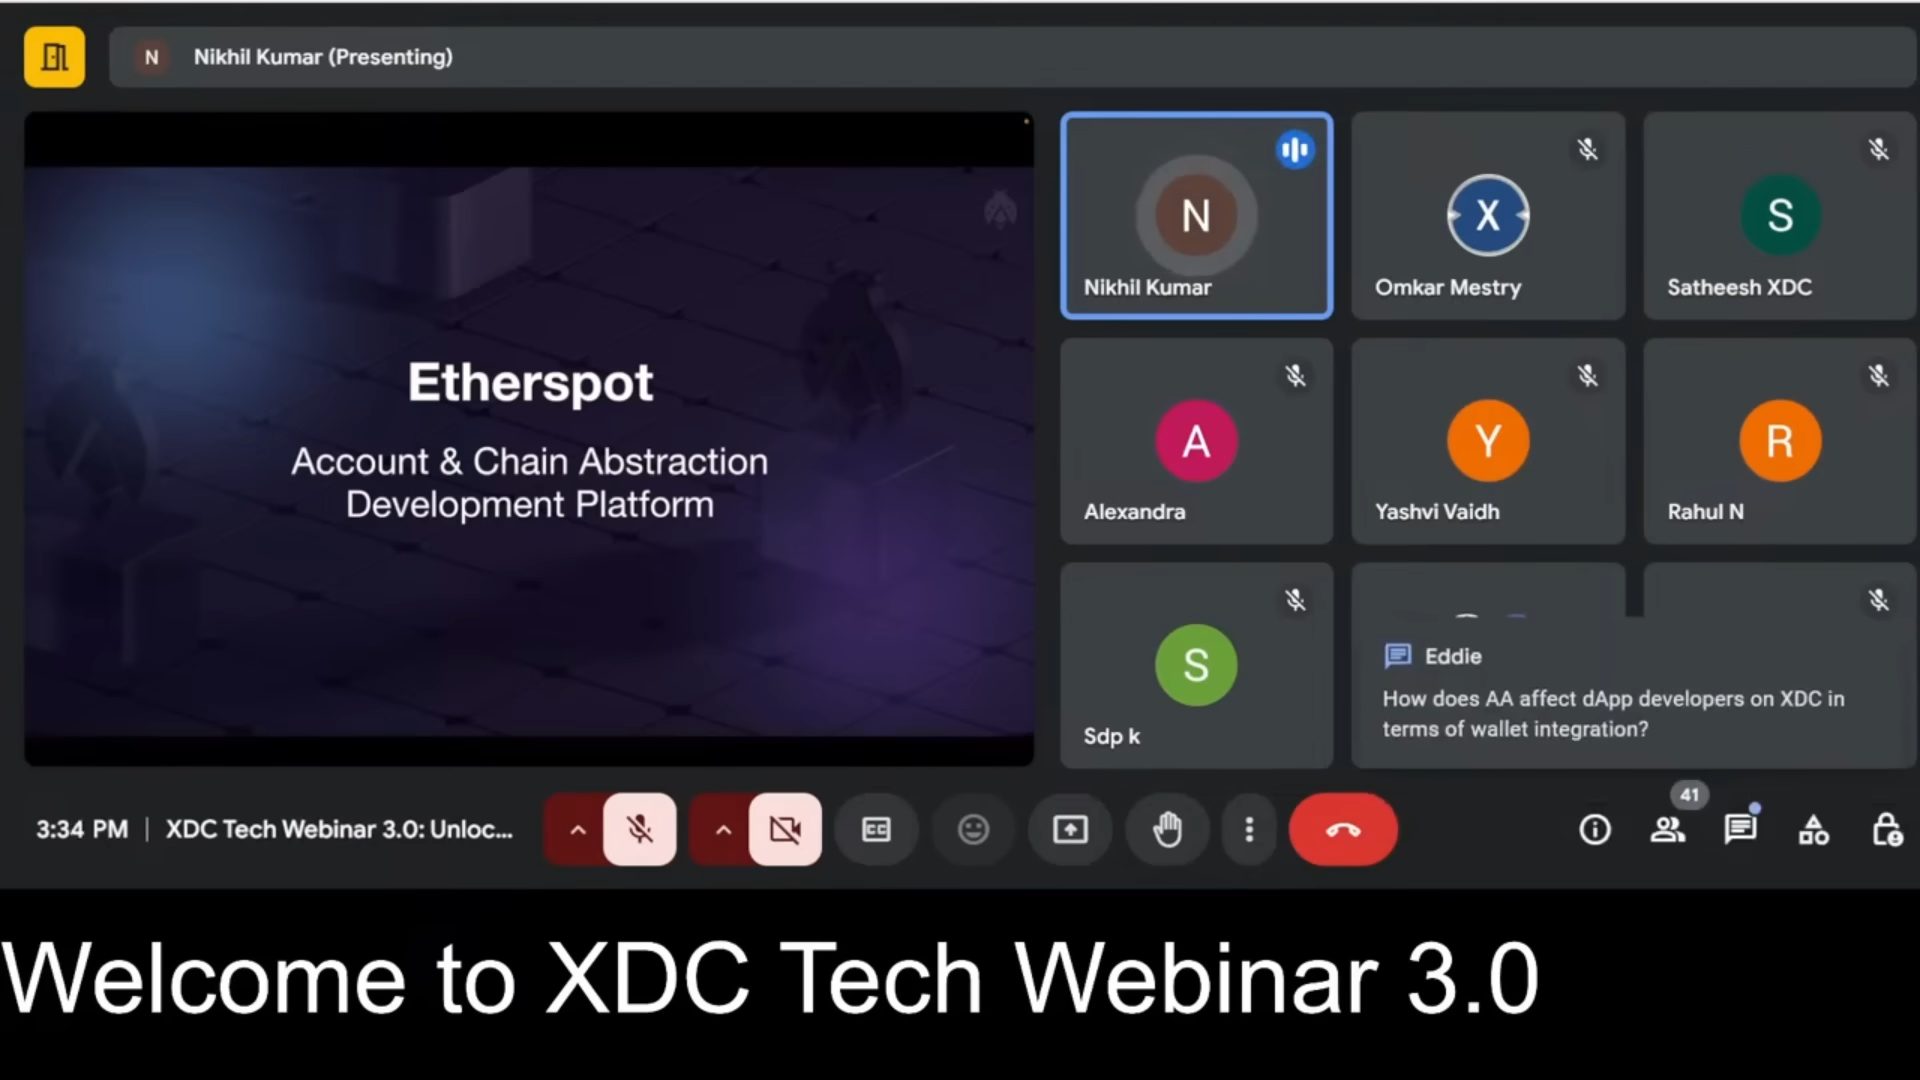 N Nikhil Kumar (Presenting)
Etherspot
Account & Chain Abstraction
Development Platform
N
Nikhil Kumar
X
Omkar Mestry
S
Satheesh XDC
A
Alexandra
Y
Yashvi Vaidh
R
Rahul N
S
Sdp k
Eddie
How does AA affect dApp developers on XDC in
terms of wallet integration?
3:34 PM | XDC Tech Webinar 3.0: Unloc...
CC
41
Welcome to XDC Tech Webinar 3.0